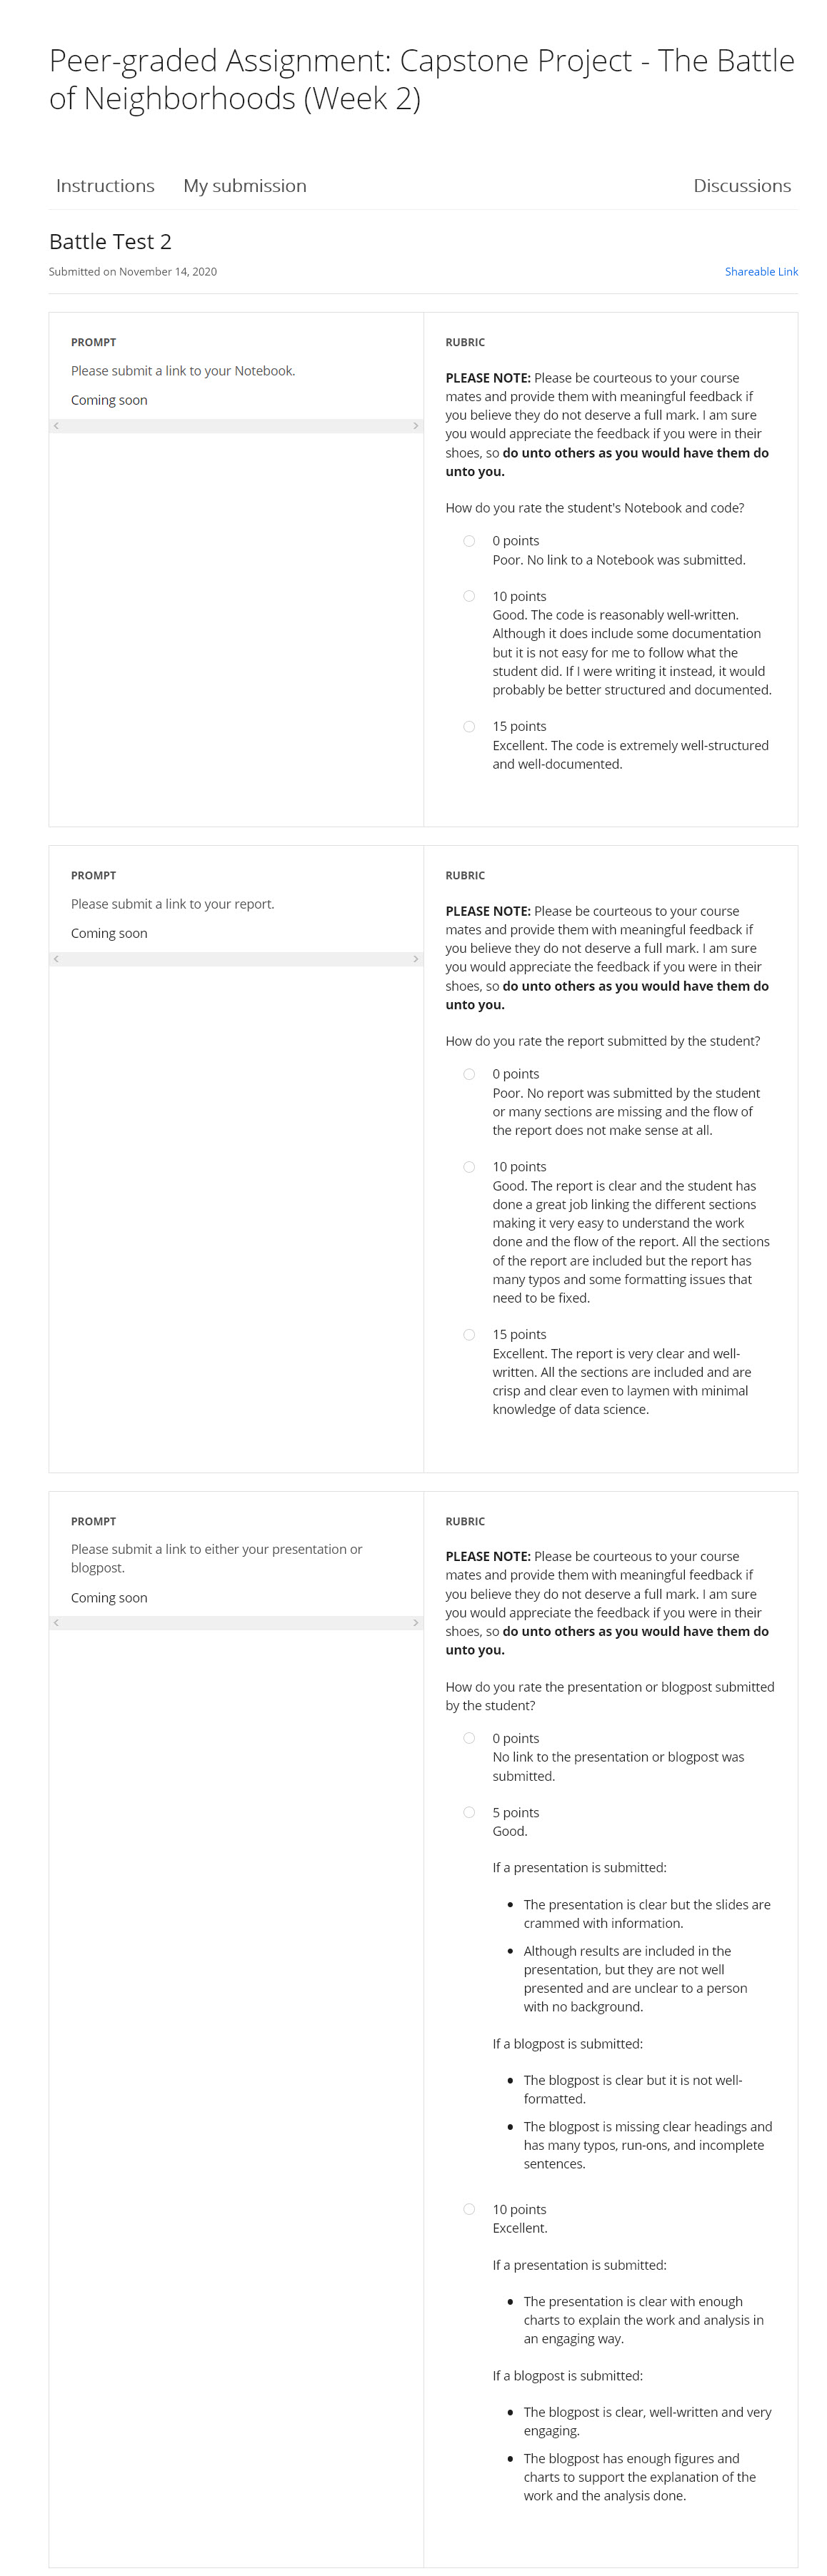 Peer-graded Assignment: Capstone Project - The Battle
of Neighborhoods (Week 2)
Instructions
My submission
Discussions
Battle Test 2
Submitted on November 14, 2020
Shareable Link
PROMPT
Please submit a link to your Notebook.
Coming soon
RUBRIC
PLEASE NOTE: Please be courteous to your course
mates and provide them with meaningful feedback if
you believe they do not deserve a full mark. I am sure
you would appreciate the feedback if you were in their
shoes, so do unto others as you would have them do
unto you.
How do you rate the student's Notebook and code?
0 points
Poor. No link to a Notebook was submitted.
10 points
Good. The code is reasonably well-written.
Although it does include some documentation
but it is not easy for me to follow what the
student did. If I were writing it instead, it would
probably be better structured and documented.
15 points
Excellent. The code is extremely well-structured
and well-documented.
PROMPT
Please submit a link to your report.
Coming soon
RUBRIC
PLEASE NOTE: Please be courteous to your course
mates and provide them with meaningful feedback if
you believe they do not deserve a full mark. I am sure
you would appreciate the feedback if you were in their
shoes, so do unto others as you would have them do
unto you.
How do you rate the report submitted by the student?
0 points
Poor. No report was submitted by the student
or many sections are missing and the flow of
the report does not make sense at all.
10 points
Good. The report is clear and the student has
done a great job linking the different sections
making it very easy to understand the work
done and the flow of the report. All the sections
of the report are included but the report has
many typos and some formatting issues that
need to be fixed.
15 points
Excellent. The report is very clear and well-
written. All the sections are included and are
crisp and clear even to laymen with minimal
knowledge of data science.
PROMPT
Please submit a link to either your presentation or
blogpost.
Coming soon
RUBRIC
PLEASE NOTE: Please be courteous to your course
mates and provide them with meaningful feedback if
you believe they do not deserve a full mark. I am sure
you would appreciate the feedback if you were in their
shoes, so do unto others as you would have them do
unto you.
How do you rate the presentation or blogpost submitted
by the student?
0 points
No link to the presentation or blogpost was
submitted.
5 points
Good.
If a presentation is submitted:
• The presentation is clear but the slides are
crammed with information.
• Although results are included in the
presentation, but they are not well
presented and are unclear to a person
with no background.
If a blogpost is submitted:
• The blogpost is clear but it is not well-
formatted.
• The blogpost is missing clear headings and
has many typos, run-ons, and incomplete
sentences.
10 points
Excellent.
If a presentation is submitted:
• The presentation is clear with enough
charts to explain the work and analysis in
an engaging way.
If a blogpost is submitted:
• The blogpost is clear, well-written and very
engaging.
• The blogpost has enough figures and
charts to support the explanation of the
work and the analysis done.